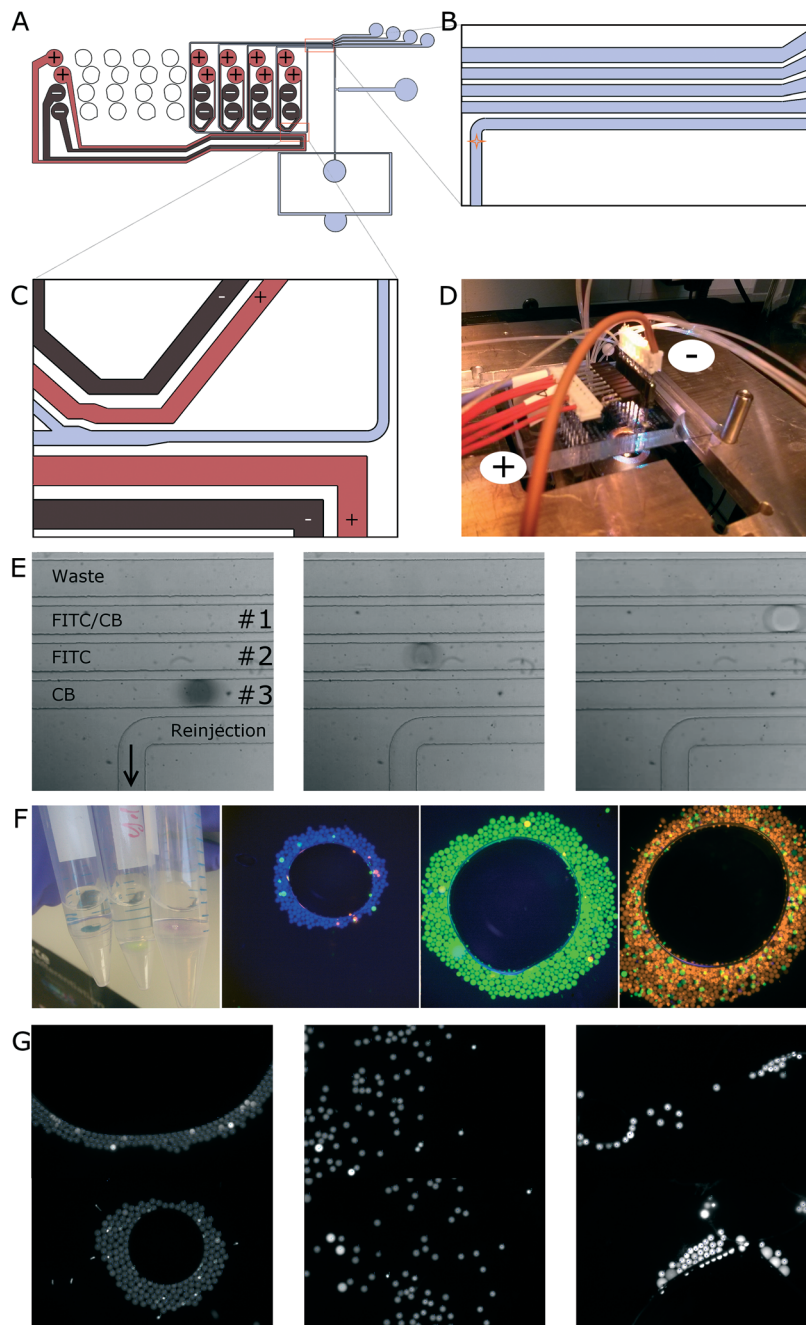 A
B
+ + + + + +
+ + + + + +
− − − − −
− − − − −
C
− +
−
+
D
−
+
E
Waste
FITC/CB #1
FITC #2
CB #3
Reinjection
F
G